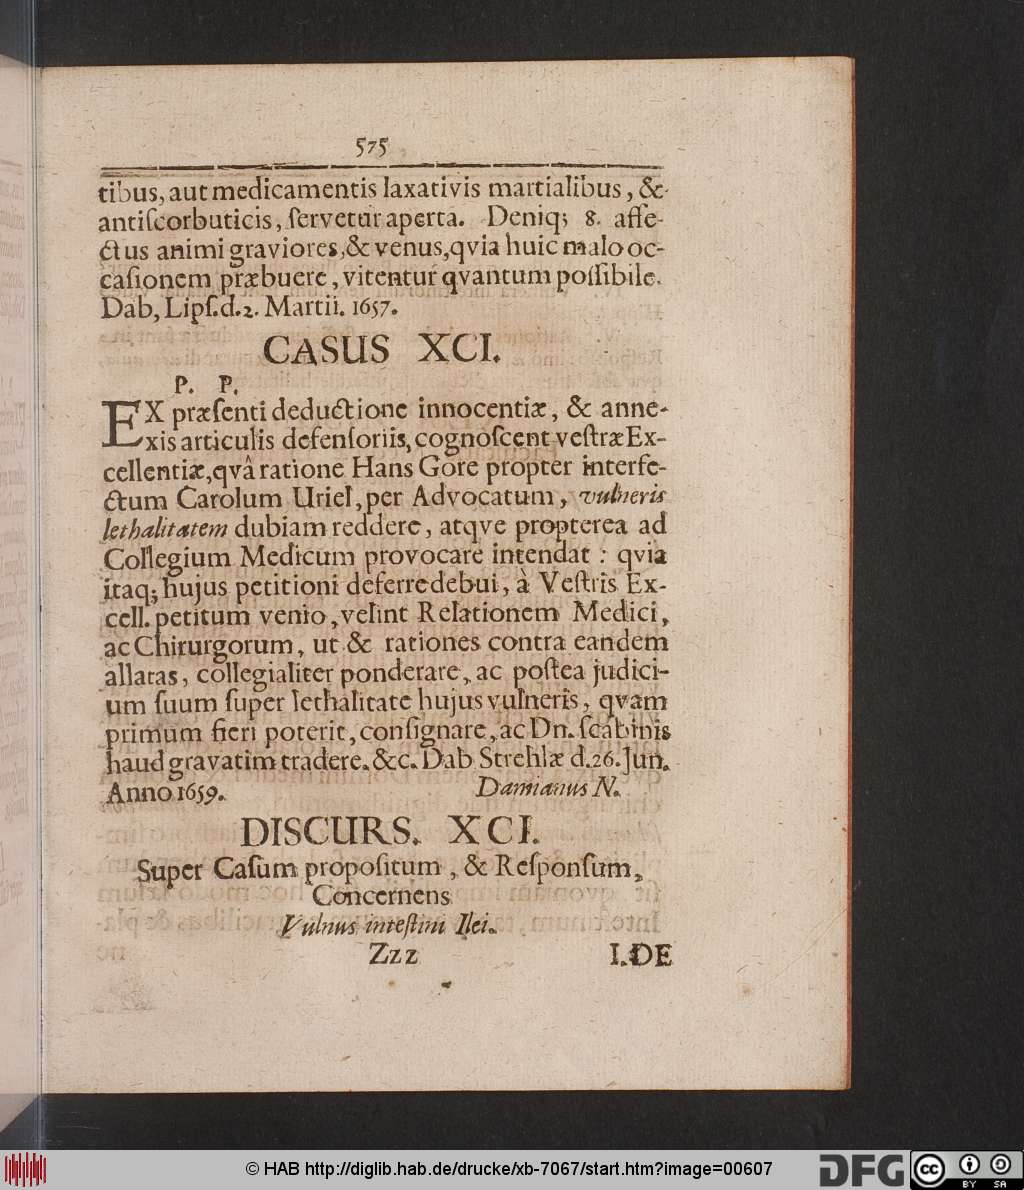 575
tibus, aut medicamentis laxativis martialibus, &
antiſcorbuticis, ſervetur aperta. Deniq; 8. affe-
ctus animi graviores, & venus, qvia huic malo oc-
caſionem præbuere, vitentur qvantum poſſibile.
Dab, Lipſ. d. 2. Martii. 1657.
CASUS XCI.
P. P.
EX præſenti deductione innocentiæ, & anne-
xis articulis defenſoriis, cognoſcent veſtræ Ex-
cellentiæ, qvâ ratione Hans Gore propter interfe-
ctum Carolum Uriel, per Advocatum, vulneris
lethalitatem dubiam reddere, atqve propterea ad
Collegium Medicum provocare intendat : qvia
itaq; hujus petitioni deferre debui, à Veſtris Ex-
cell. petitum venio, velint Relationem Medici,
ac Chirurgorum, ut & rationes contra eandem
allatas, collegialiter ponderare, ac poſtea judici-
um ſuum ſuper lethalitate hujus vulneris, qvam
primum fieri poterit, conſignare, ac Dn. ſcabinis
haud gravatim tradere. &c. Dab Strehlæ d. 26. Jun.
Anno 1659. Damianus N.
DISCURS. XCI.
Super Caſum propoſitum, & Reſponſum,
Concernens
Vulnus inteſtini Ilei.
Zzz I. DE
© HAB http://diglib.hab.de/drucke/xb-7067/start.htm?image=00607
DFG cc BY SA